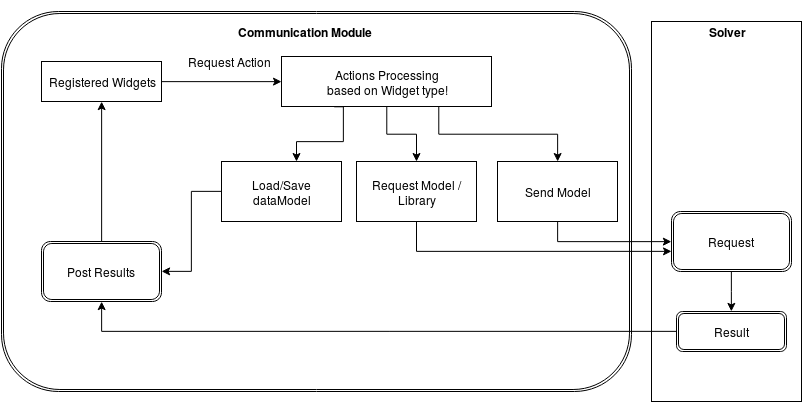 Communication Module
Solver
Registered Widgets
Request Action
Actions Processing
based on Widget type!
Load/Save
dataModel
Request Model /
Library
Send Model
Request
Post Results
Result